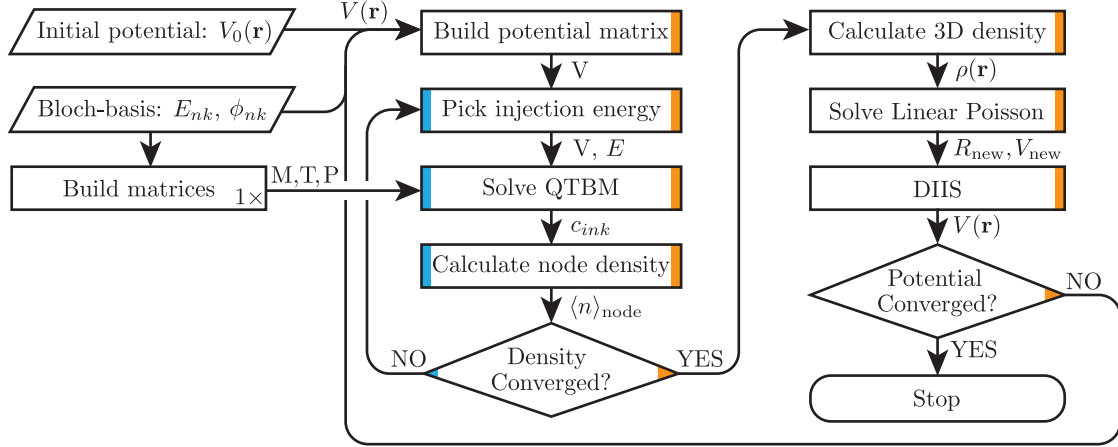 Initial potential: V₀(r)
V(r)
Build potential matrix
V
Bloch-basis: Eₙₖ, ϕₙₖ
Pick injection energy
V, E
Build matrices
1×
M,T,P
Solve QTBM
cᵢₙₖ
Calculate node density
⟨n⟩node
Density
Converged?
NO
YES
Calculate 3D density
ρ(r)
Solve Linear Poisson
Rnew, Vnew
DIIS
V(r)
Potential
Converged?
NO
YES
Stop